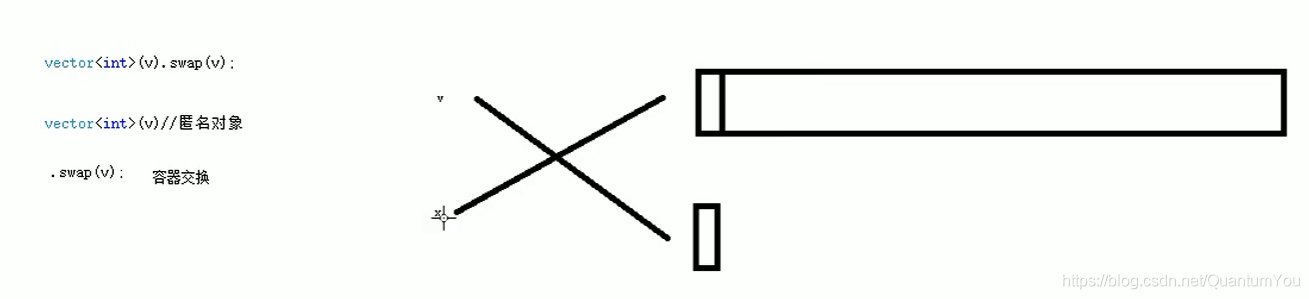 vector<int>(v).swap(v);
v
vector<int>(v)//匿名对象
.swap(v); 容器交换
x
https://blog.csdn.net/QuantumYou